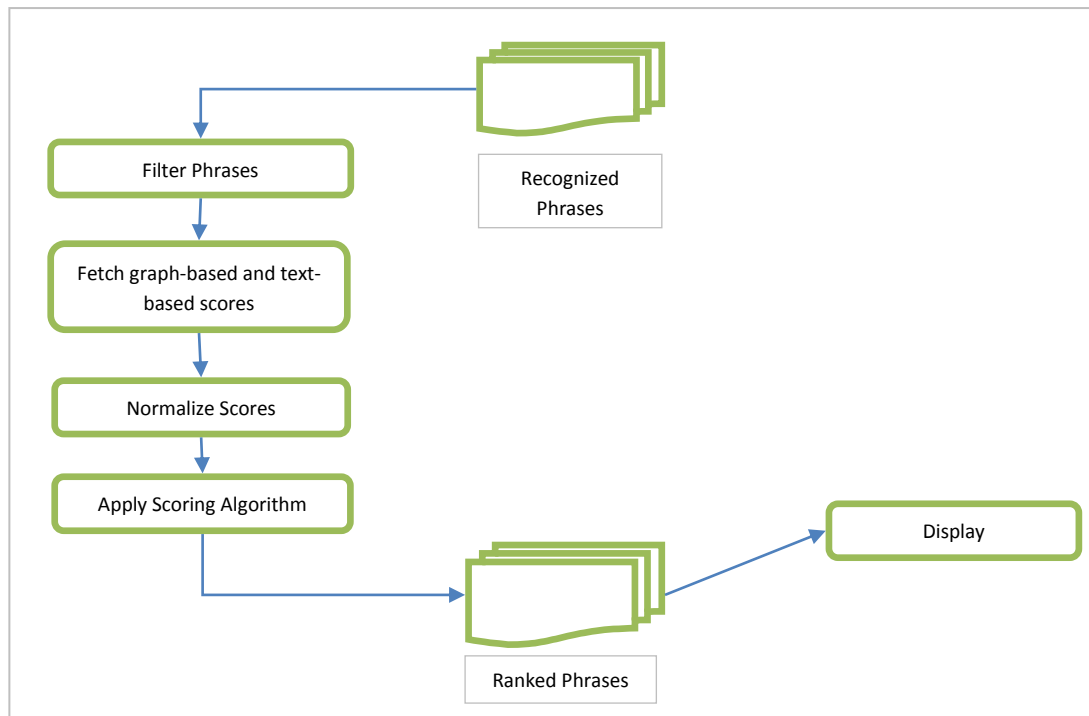 Filter Phrases
Recognized
Phrases
Fetch graph-based and text-
based scores
Normalize Scores
Apply Scoring Algorithm
Display
Ranked Phrases